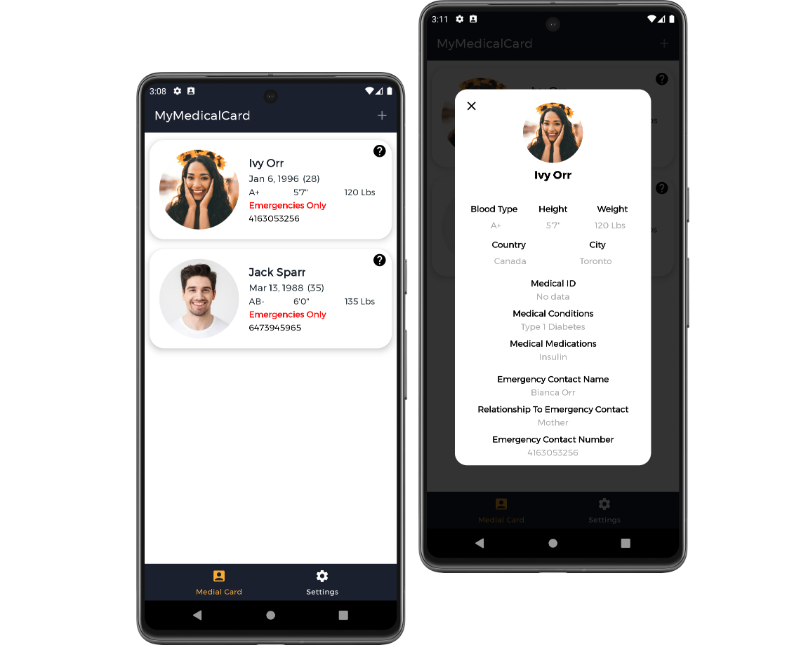 3:08
MyMedicalCard
+
?
Ivy Orr
Jan 6, 1996 (28)
A+ 5'7" 120 Lbs
Emergencies Only
4163053256
?
Jack Sparr
Mar 13, 1988 (35)
AB- 6'0" 135 Lbs
Emergencies Only
6473945965
Medial Card Settings
3:11
MyMedicalCard
+
?
?
Ivy Orr
Blood Type Height Weight
A+ 5'7" 120 Lbs
Country City
Canada Toronto
Medical ID
No data
Medical Conditions
Type 1 Diabetes
Medical Medications
Insulin
Emergency Contact Name
Bianca Orr
Relationship To Emergency Contact
Mother
Emergency Contact Number
4163053256
Medial Card Settings